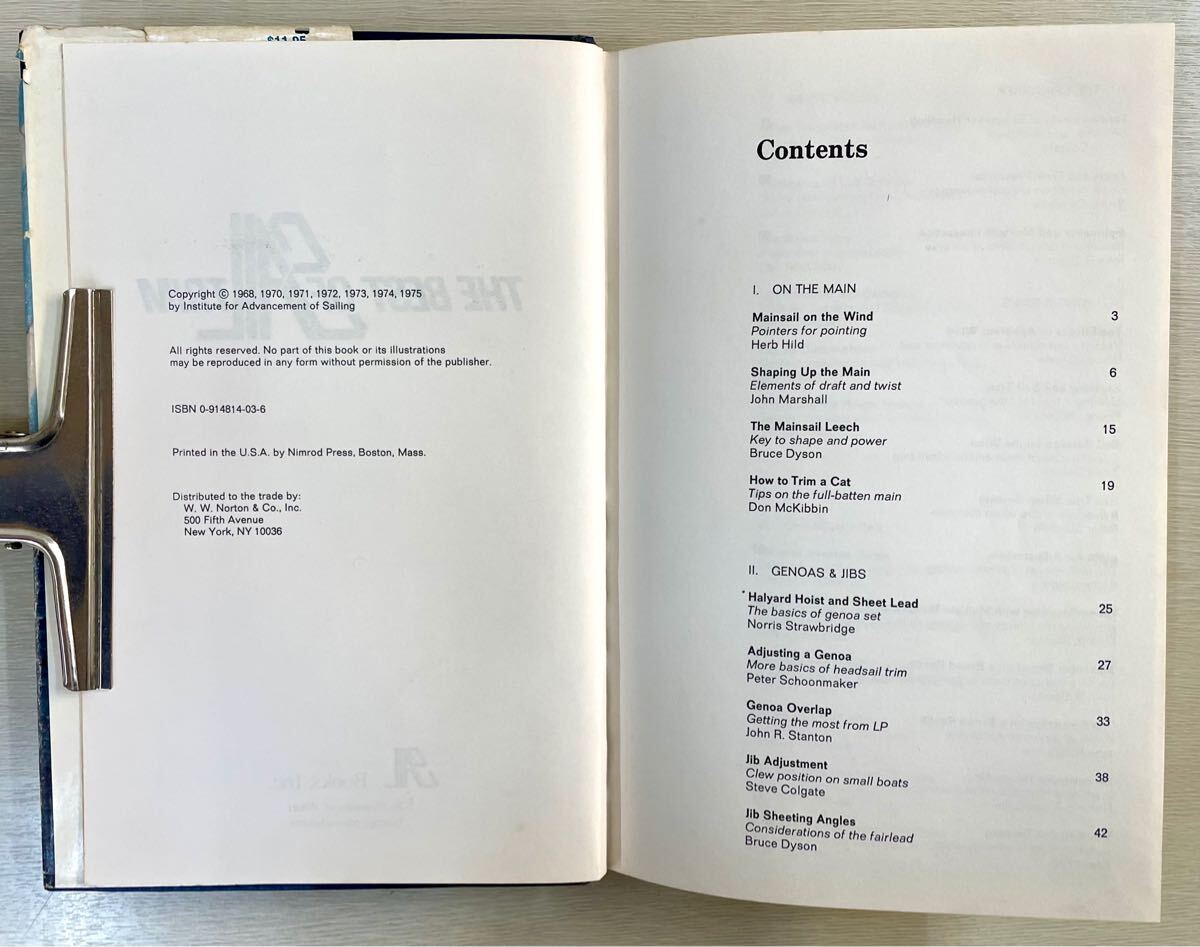 $11.95
Copyright © 1968, 1970, 1971, 1972, 1973, 1974, 1975
by Institute for Advancement of Sailing
All rights reserved. No part of this book or its illustrations
may be reproduced in any form without permission of the publisher.
ISBN 0-914814-03-6
Printed in the U.S.A. by Nimrod Press, Boston, Mass.
Distributed to the trade by:
W. W. Norton & Co., Inc.
500 Fifth Avenue
New York, NY 10036
Contents
I. ON THE MAIN
Mainsail on the Wind 3
Pointers for pointing
Herb Hild
Shaping Up the Main 6
Elements of draft and twist
John Marshall
The Mainsail Leech 15
Key to shape and power
Bruce Dyson
How to Trim a Cat 19
Tips on the full-batten main
Don McKibbin
II. GENOAS & JIBS
Halyard Hoist and Sheet Lead 25
The basics of genoa set
Norris Strawbridge
Adjusting a Genoa 27
More basics of headsail trim
Peter Schoonmaker
Genoa Overlap 33
Getting the most from LP
John R. Stanton
Jib Adjustment 38
Clew position on small boats
Steve Colgate
Jib Sheeting Angles 42
Considerations of the fairlead
Bruce Dyson